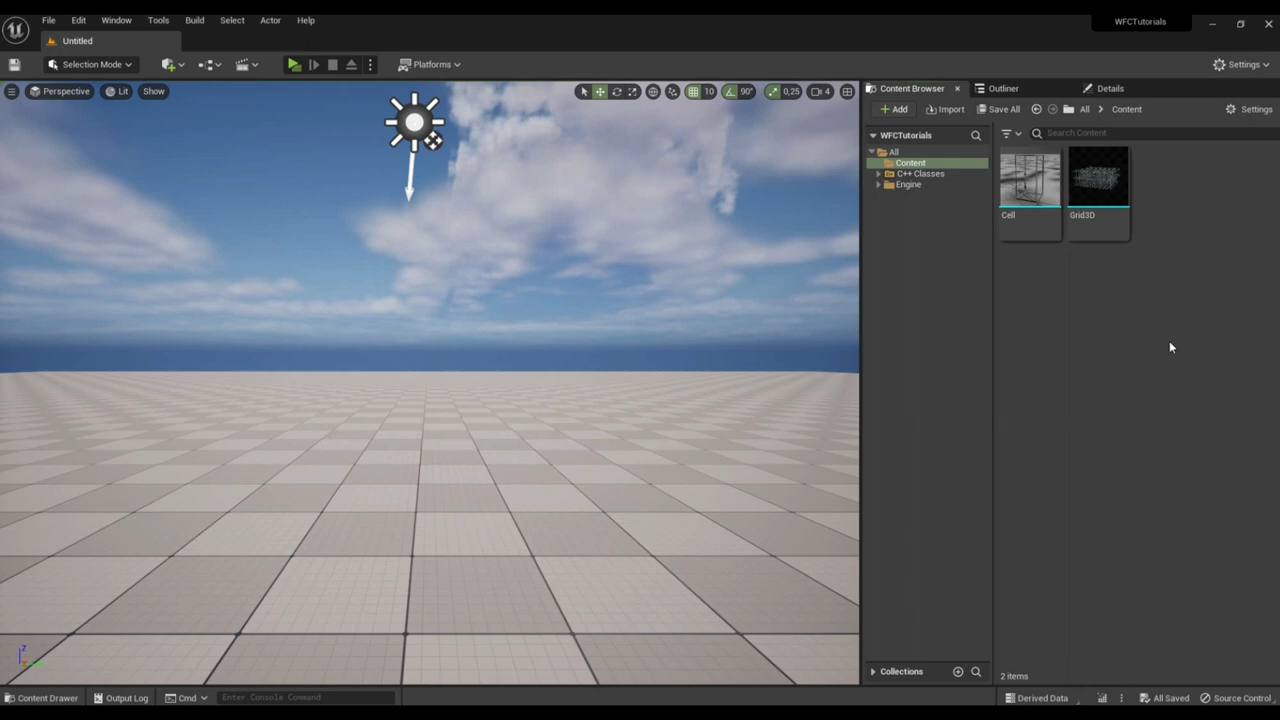 File Edit Window Tools Build Select Actor Help
WFCTutorials
Untitled
Selection Mode
Platforms
Settings
Perspective Lit Show
10 90° 0,25 4
Content Browser
Outliner
Details
Add Import Save All All Content Settings
WFCTutorials
Search Content
All
Content
C++ Classes
Engine
Cell
Grid3D
Z
Collections
2 items
Content Drawer Output Log Cmd Enter Console Command
Derived Data All Saved Source Control